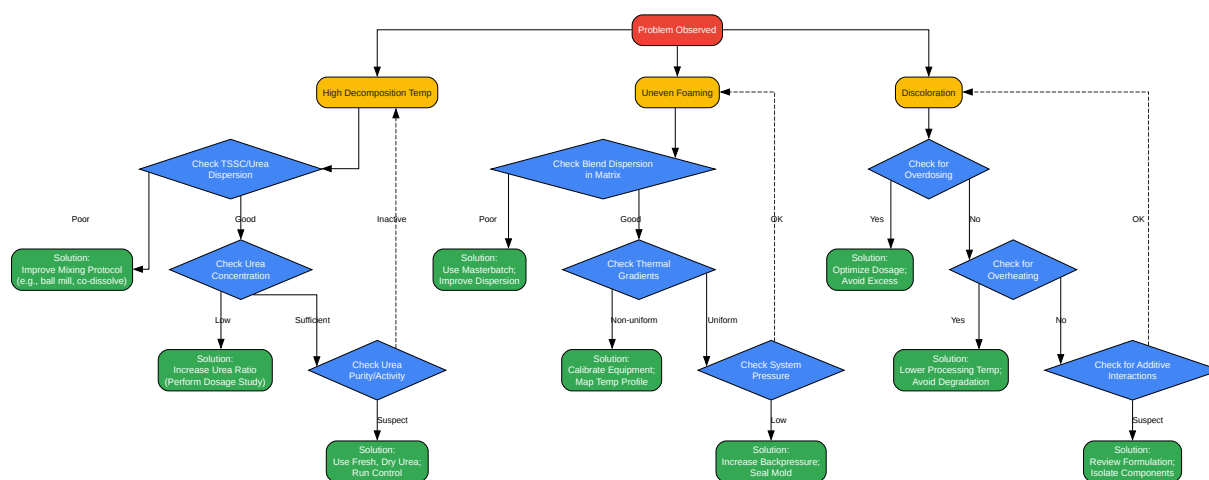 Problem Observed
High Decomposition Temp
Uneven Foaming
Discoloration
Check TSSC/Urea
Dispersion
Check Blend Dispersion
in Matrix
Check for
Overdosing
Poor
Good
Inactive
Poor
Good
OK
Yes
No
OK
Solution:
Improve Mixing Protocol
(e.g., ball mill, co-dissolve)
Check Urea
Concentration
Solution:
Use Masterbatch;
Improve Dispersion
Check Thermal
Gradients
Solution:
Optimize Dosage;
Avoid Excess
Check for
Overheating
Low
Sufficient
Non-uniform
Uniform
Yes
No
Solution:
Increase Urea Ratio
(Perform Dosage Study)
Check Urea
Purity/Activity
Solution:
Calibrate Equipment;
Map Temp Profile
Check System
Pressure
Solution:
Lower Processing Temp;
Avoid Degradation
Check for Additive
Interactions
Suspect
Low
Suspect
Solution:
Use Fresh, Dry Urea;
Run Control
Solution:
Increase Backpressure;
Seal Mold
Solution:
Review Formulation;
Isolate Components